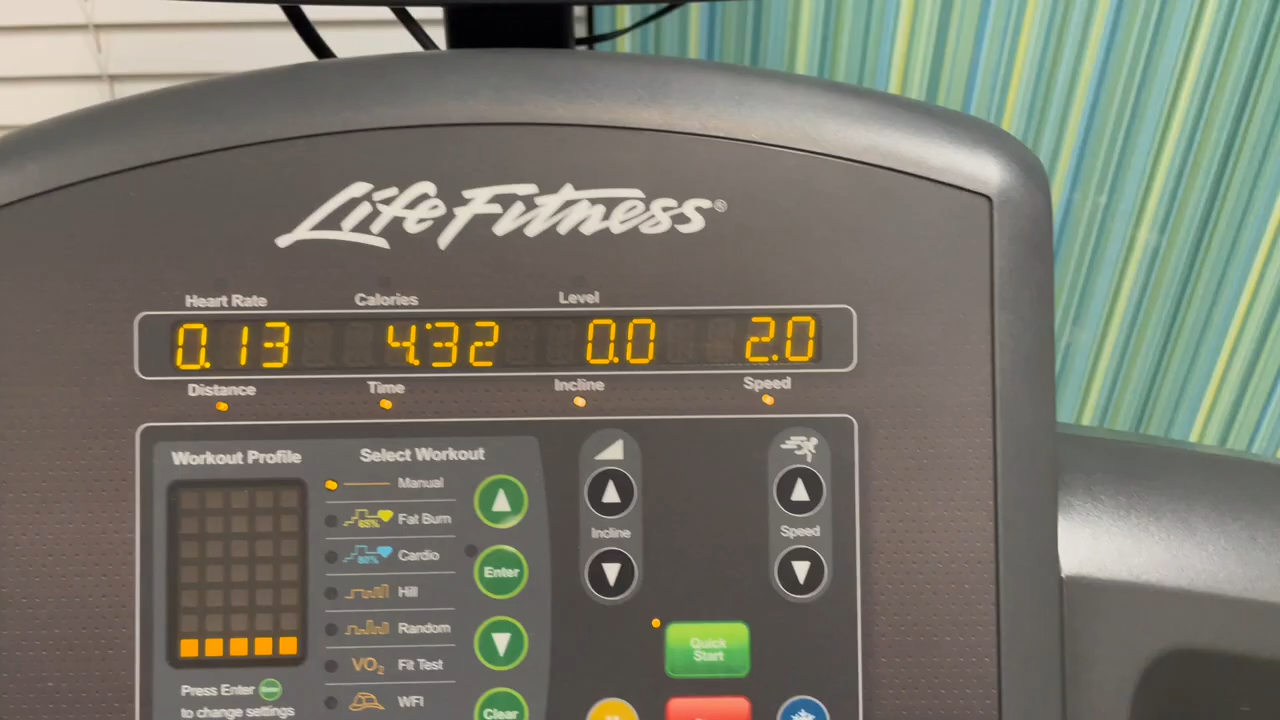 LifeFitness®
Heart Rate Calories Level
0.13 4:32 0.0 2.0
Distance Time Incline Speed
Workout Profile
Select Workout
Manual
65% Fat Burn
80% Cardio
Hill
Random
VO2 Fit Test
WFI
Press Enter
to change settings
Enter
Clear
Incline
Speed
Quick
Start